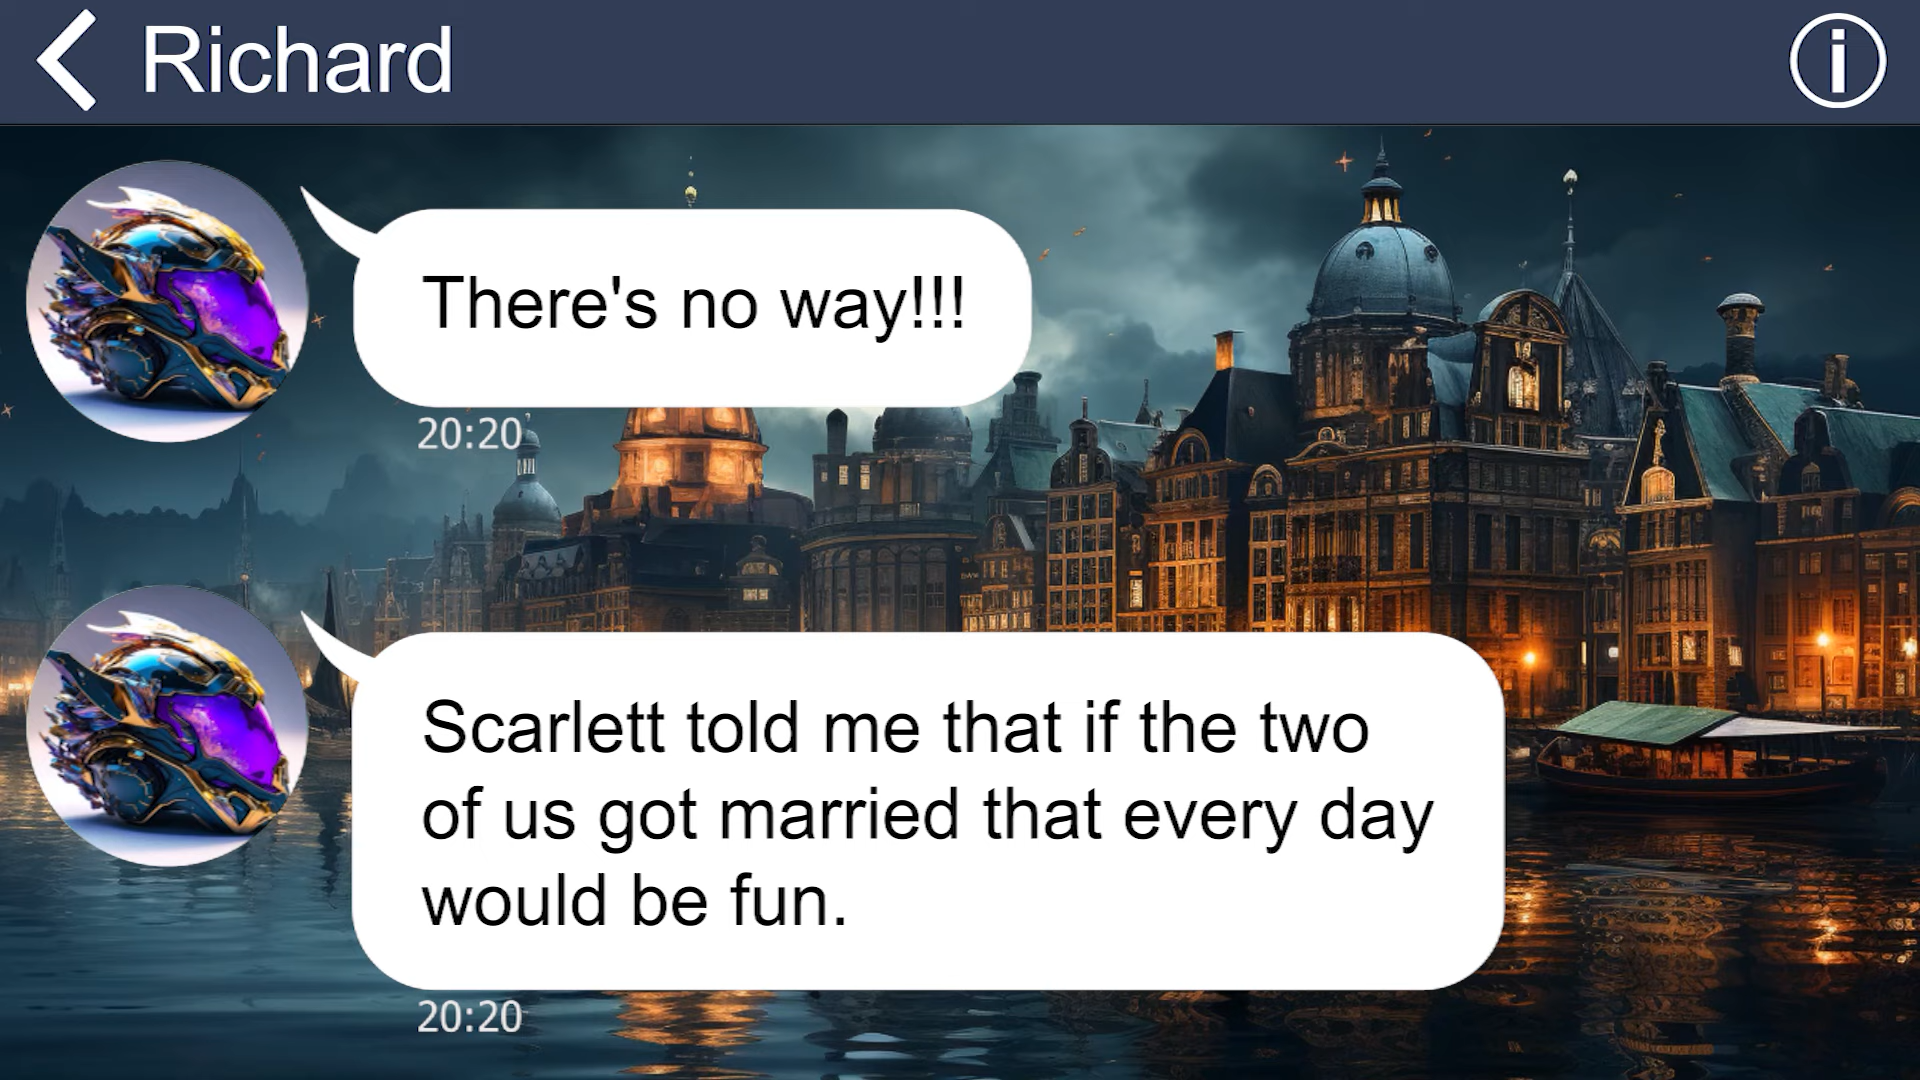 Richard
There's no way!!!
20:20
Scarlett told me that if the two
of us got married that every day
would be fun.
20:20